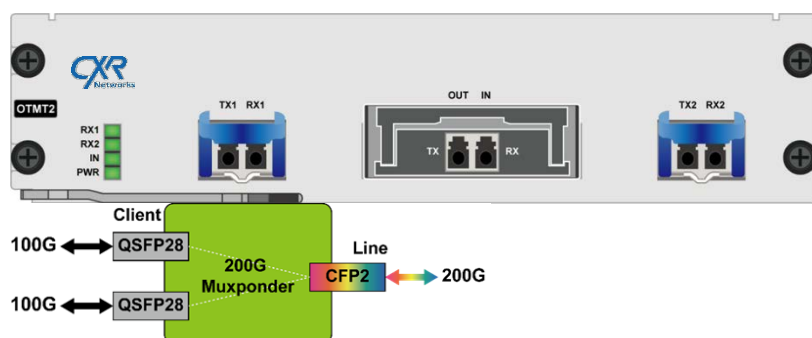 CXR
Networks
OTMT2
RX1
RX2
IN
PWR
TX1 RX1
OUT IN
TX RX
TX2 RX2
Client
100G QSFP28
200G
Muxponder
Line
CFP2 200G
100G QSFP28